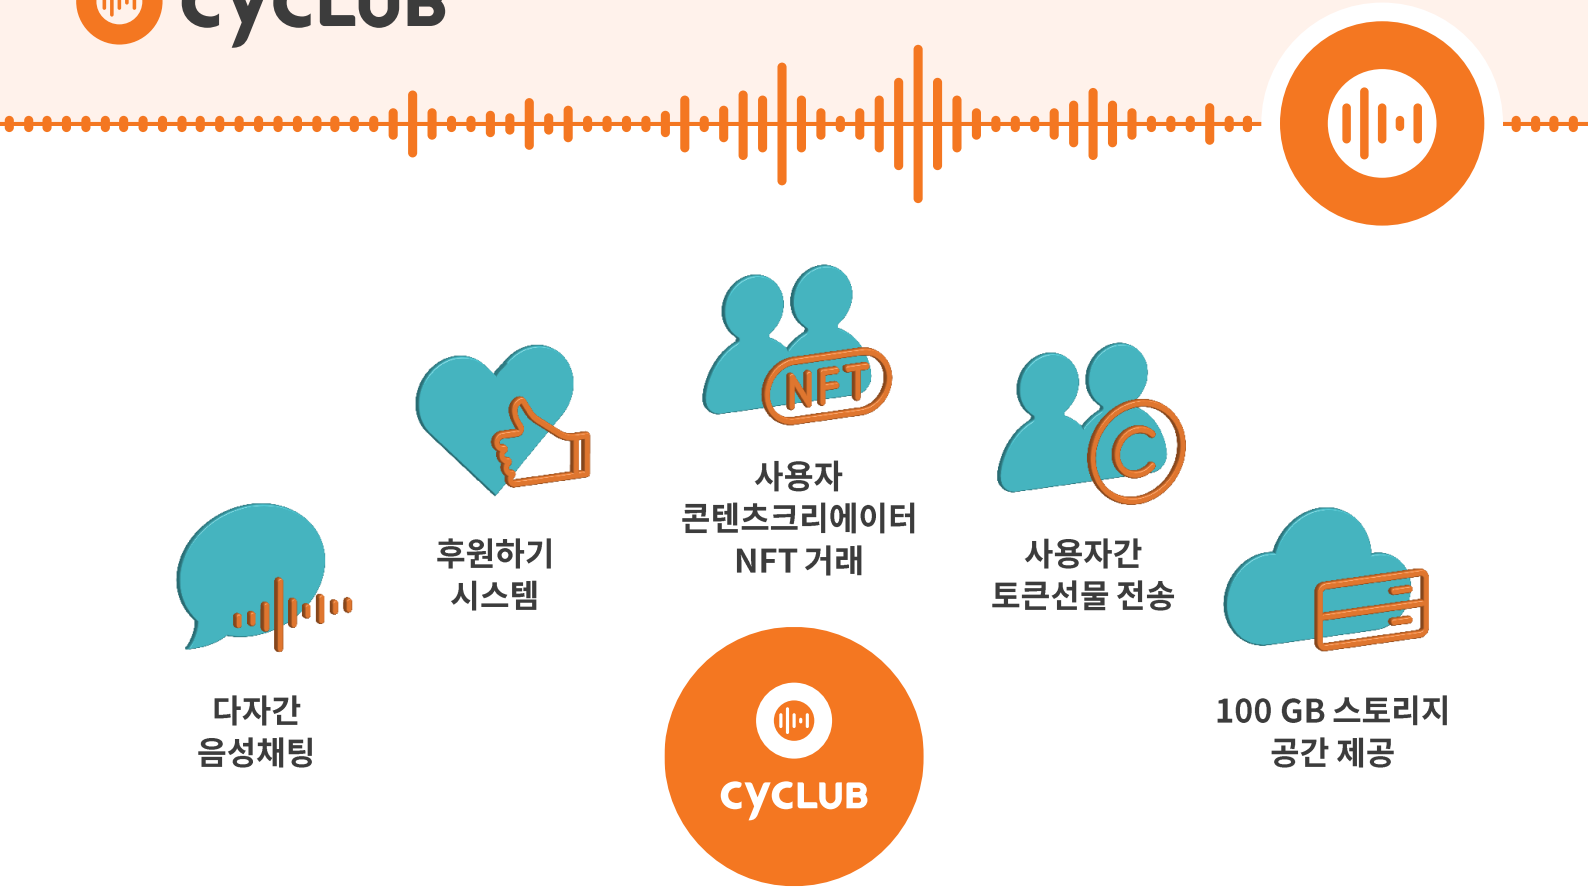 CYCLUB
NFT
사용자
콘텐츠크리에이터
NFT 거래
C
후원하기
시스템
사용자간
토큰선물 전송
다자간
음성채팅
100 GB 스토리지
공간 제공
CYCLUB